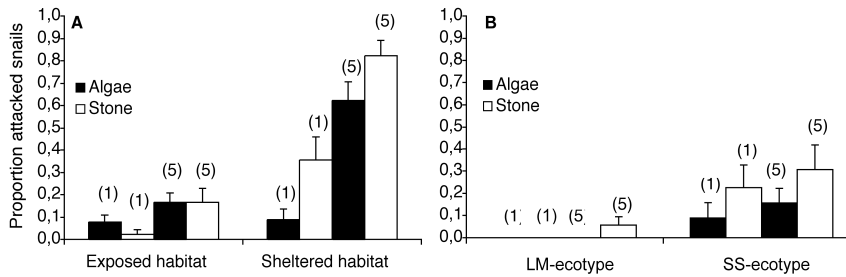 Proportion attacked snails
A
1,0
0,9
0,8
0,7
0,6
0,5
0,4
0,3
0,2
0,1
0,0
Algae
Stone
(1) (1) (5) (5)
(1) (1) (5) (5)
Exposed habitat Sheltered habitat
B
1,0
0,9
0,8
0,7
0,6
0,5
0,4
0,3
0,2
0,1
0,0
Algae
Stone
(1) (1) (5) (5)
(1) (1) (5) (5)
LM-ecotype SS-ecotype